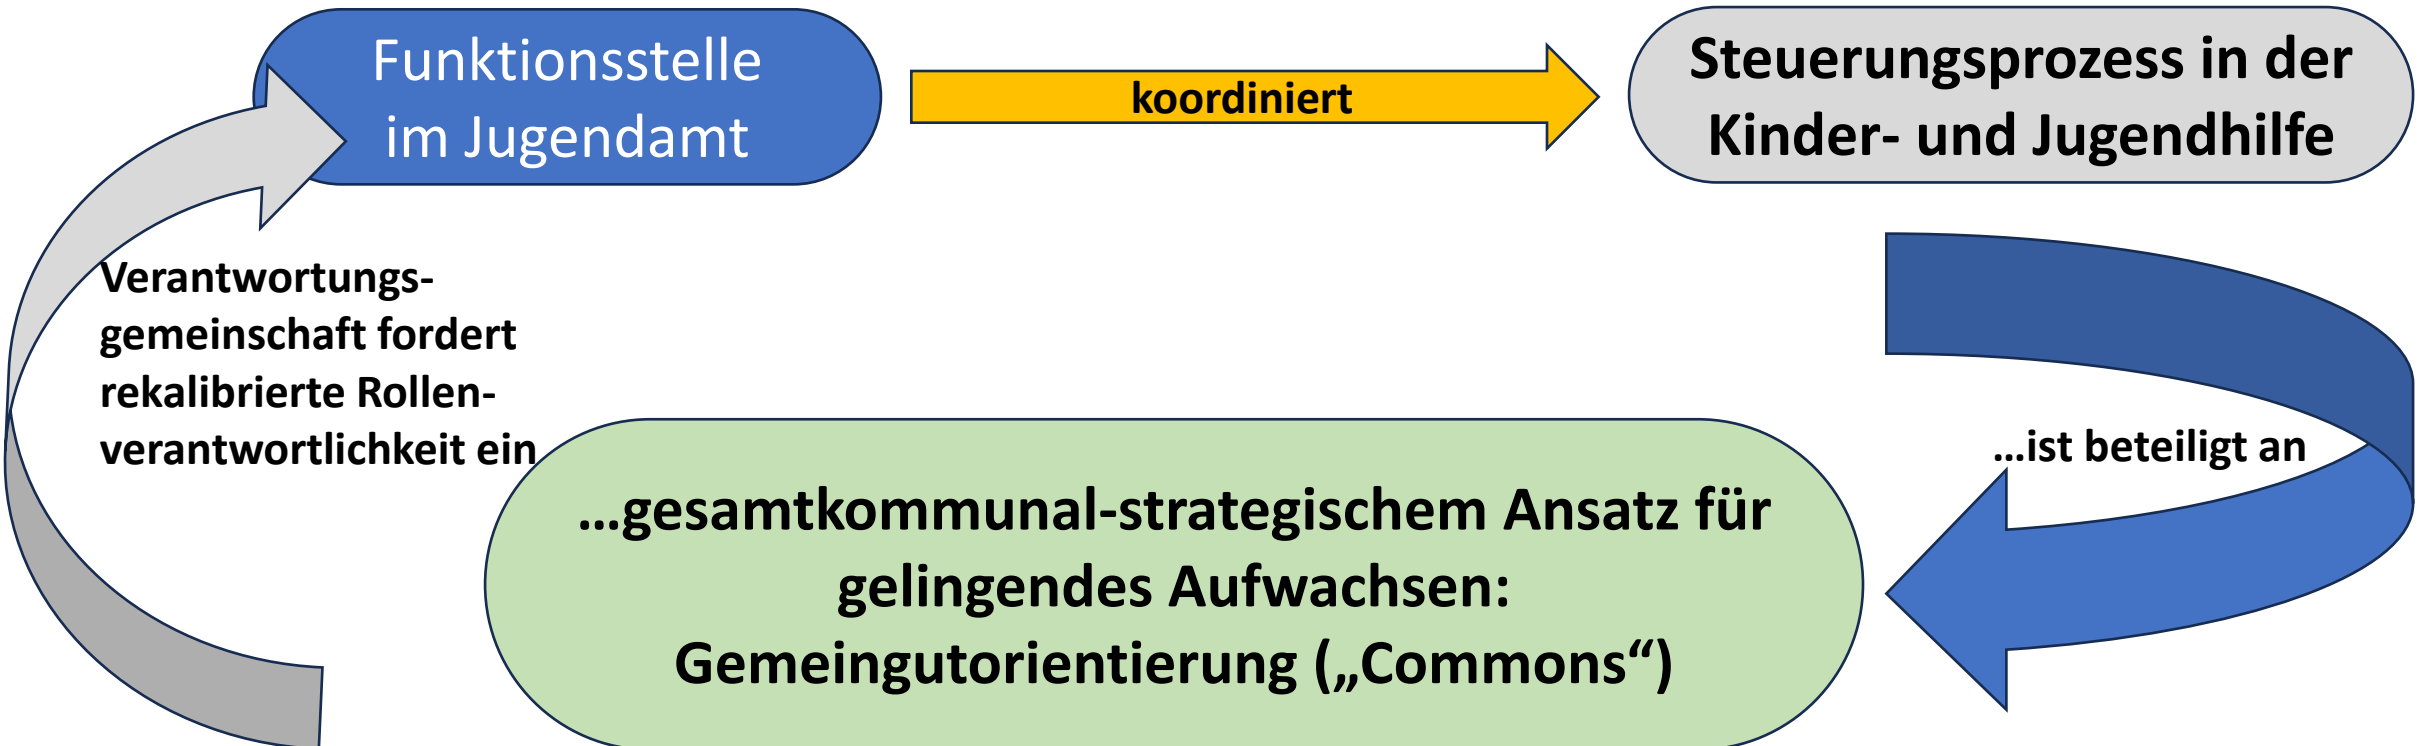 Funktionsstelle
im Jugendamt
koordiniert
Steuerungsprozess in der
Kinder- und Jugendhilfe
Verantwortungs-
gemeinschaft fordert
rekalibrierte Rollen-
verantwortlichkeit ein
...ist beteiligt an
...gesamtkommunal-strategischem Ansatz für
gelingendes Aufwachsen:
Gemeingutorientierung („Commons“)